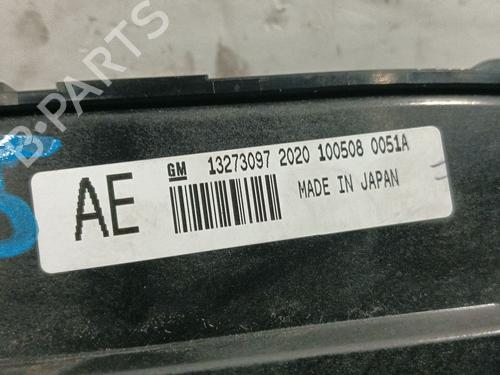 B-PARTS
AE
GM 13273097 2020 100508 0051A
MADE IN JAPAN